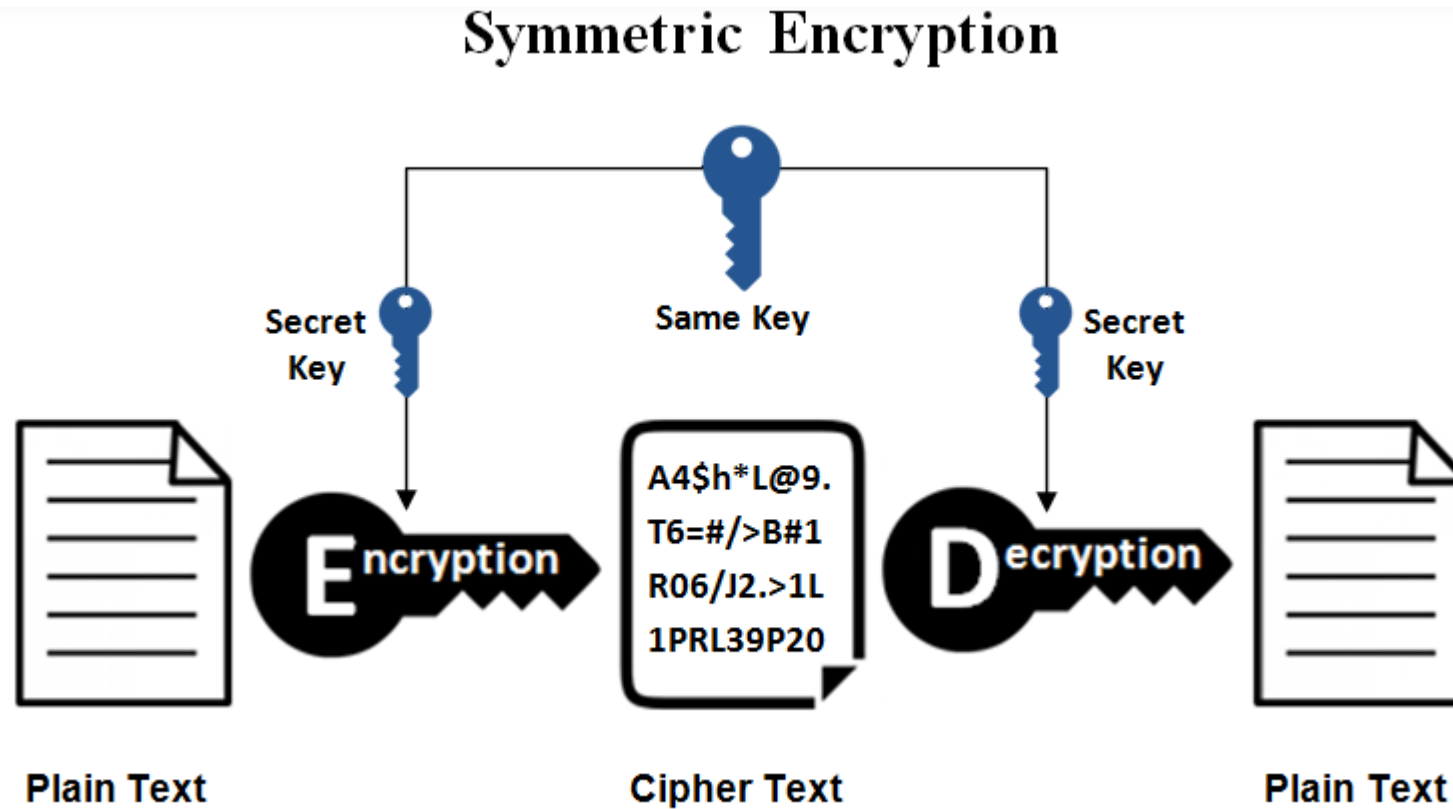 Symmetric Encryption
Same Key
Secret
Key
Secret
Key
Encryption
A4$h*L@9.
T6=#/>B#1
R06/J2.>1L
1PRL39P20
Decryption
Plain Text
Cipher Text
Plain Text